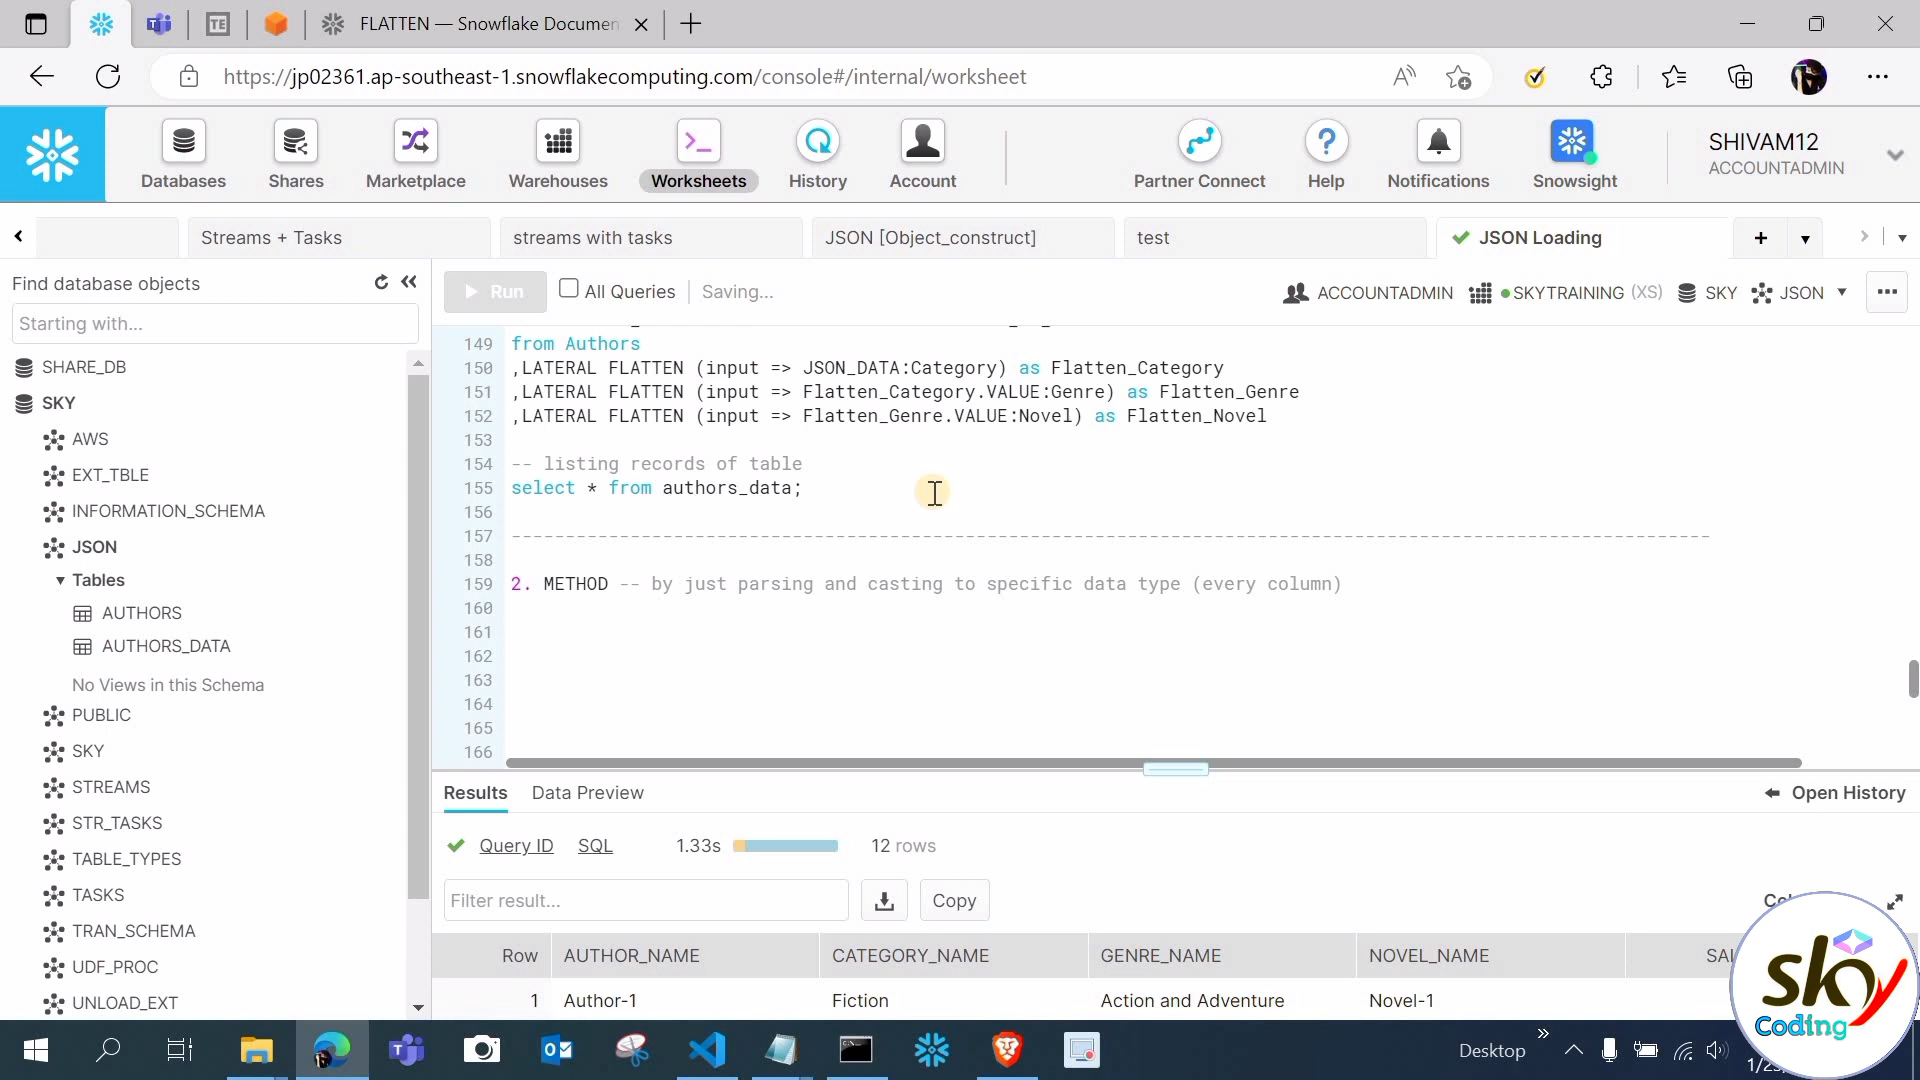 TE
FLATTEN — Snowflake Documen
https://jp02361.ap-southeast-1.snowflakecomputing.com/console#/internal/worksheet
Databases
Shares
Marketplace
Warehouses
Worksheets
History
Account
Partner Connect
Help
Notifications
Snowsight
SHIVAM12
ACCOUNTADMIN
Streams + Tasks
streams with tasks
JSON [Object_construct]
test
JSON Loading
Find database objects
Starting with...
SHARE_DB
SKY
AWS
EXT_TBLE
INFORMATION_SCHEMA
JSON
Tables
AUTHORS
AUTHORS_DATA
No Views in this Schema
PUBLIC
SKY
STREAMS
STR_TASKS
TABLE_TYPES
TASKS
TRAN_SCHEMA
UDF_PROC
UNLOAD_EXT
Run
All Queries
Saving...
ACCOUNTADMIN
SKYTRAINING (XS)
SKY
JSON
149 from Authors
150 ,LATERAL FLATTEN (input => JSON_DATA:Category) as Flatten_Category
151 ,LATERAL FLATTEN (input => Flatten_Category.VALUE:Genre) as Flatten_Genre
152 ,LATERAL FLATTEN (input => Flatten_Genre.VALUE:Novel) as Flatten_Novel
153
154 -- listing records of table
155 select * from authors_data;
156
157 --------------------------------------------------------------------------------------------------------------
158
159 2. METHOD -- by just parsing and casting to specific data type (every column)
160
161
162
163
164
165
166
Results
Data Preview
Open History
Query ID
SQL
1.33s
12 rows
Filter result...
Copy
Row AUTHOR_NAME CATEGORY_NAME GENRE_NAME NOVEL_NAME
1 Author-1 Fiction Action and Adventure Novel-1
sky
Coding
Desktop